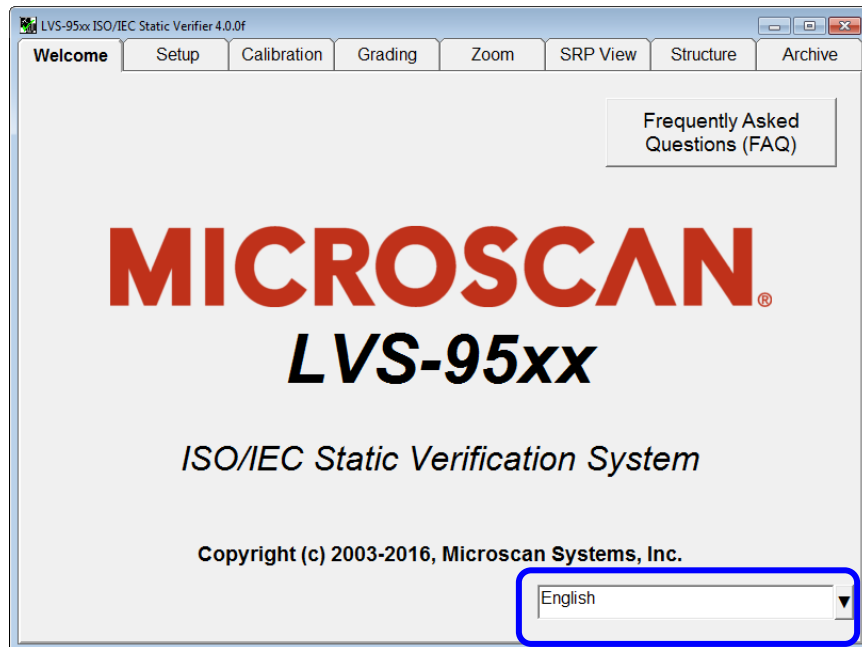 LVS-95xx ISO/IEC Static Verifier 4.0.0f
Welcome Setup Calibration Grading Zoom SRP View Structure Archive
Frequently Asked
Questions (FAQ)
MICROSCAN®
LVS-95xx
ISO/IEC Static Verification System
Copyright (c) 2003-2016, Microscan Systems, Inc.
English